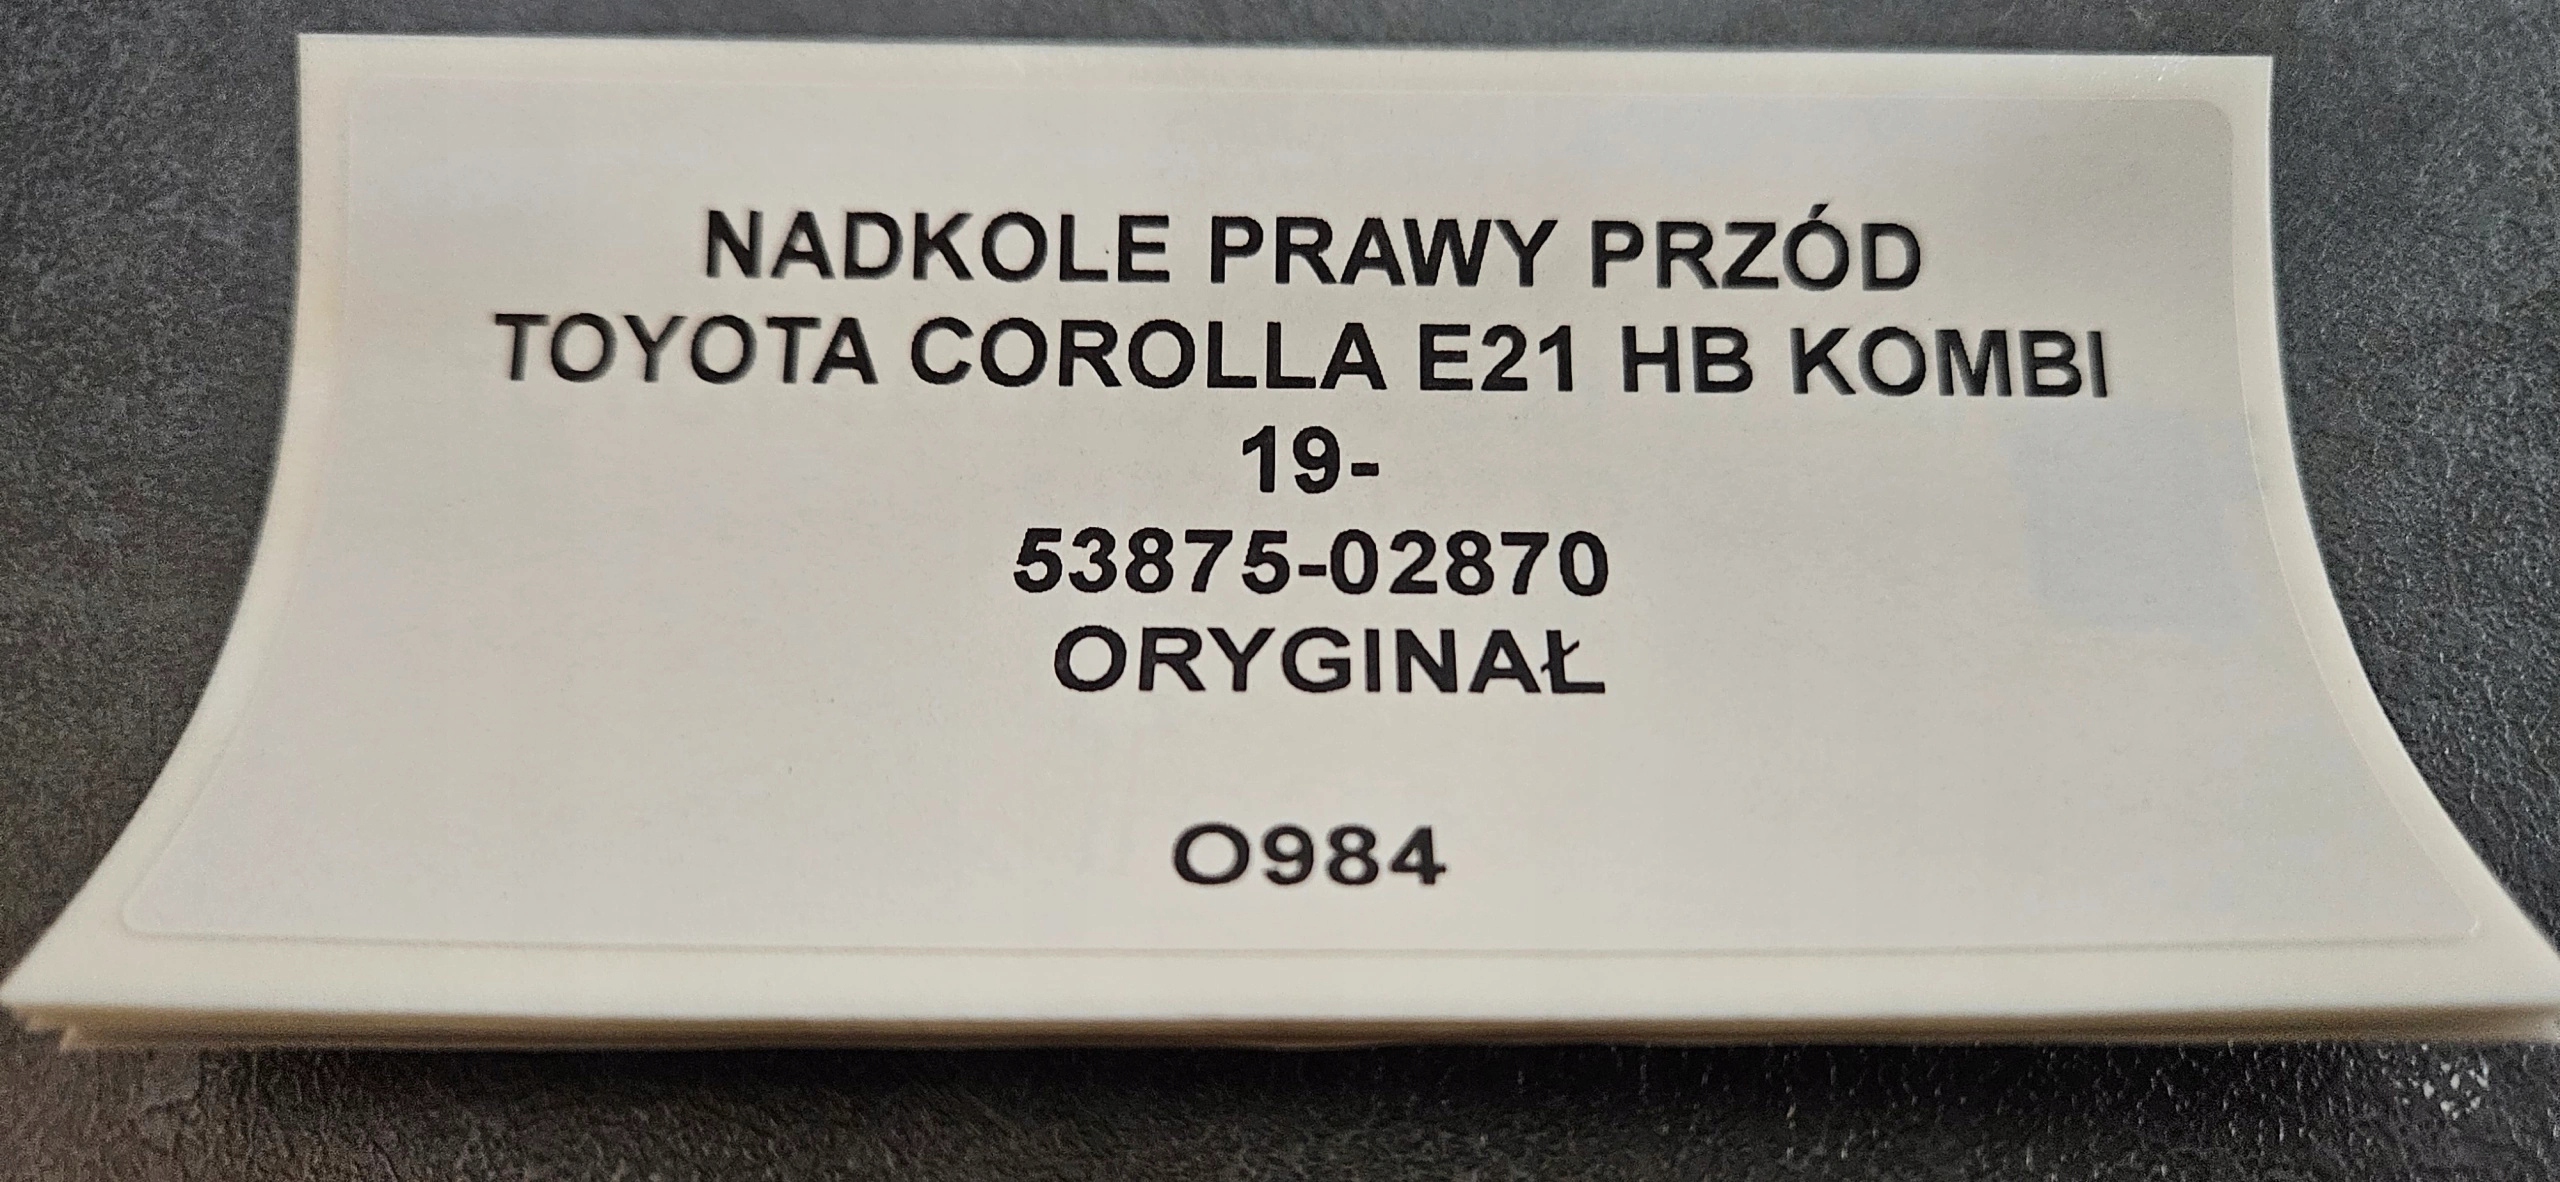 NADKOLE PRAWY PRZÓD
TOYOTA COROLLA E21 HB KOMBI
19-
53875-02870
ORYGINAŁ
O984